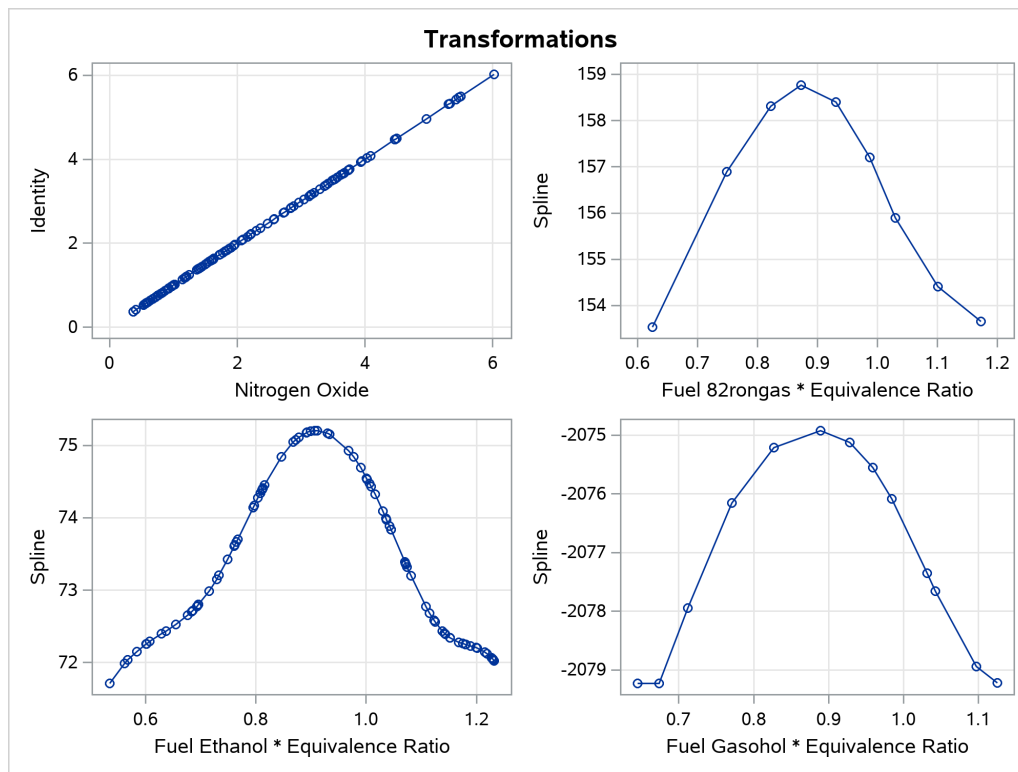 Transformations
6
4
2
0
Identity
0 2 4 6
Nitrogen Oxide
159
158
157
156
155
154
Spline
0.6 0.7 0.8 0.9 1.0 1.1 1.2
Fuel 82rongas * Equivalence Ratio
75
74
73
72
Spline
0.6 0.8 1.0 1.2
Fuel Ethanol * Equivalence Ratio
-2075
-2076
-2077
-2078
-2079
Spline
0.7 0.8 0.9 1.0 1.1
Fuel Gasohol * Equivalence Ratio